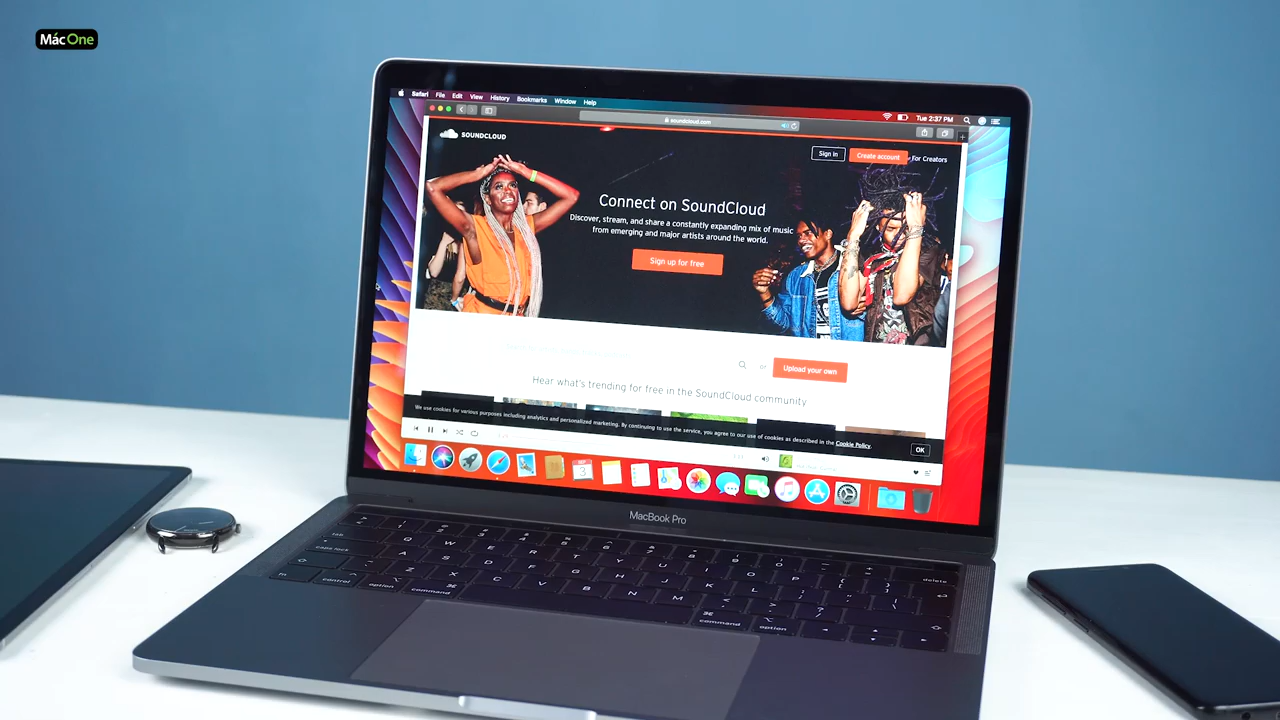 MácOne
Safari File Edit View History Bookmarks Window Help
Tue 2:37 PM
soundcloud.com
SOUNDCLOUD
Sign in
Create account
For Creators
Connect on SoundCloud
Discover, stream, and share a constantly expanding mix of music
from emerging and major artists around the world.
Sign up for free
or
Upload your own
Hear what's trending for free in the SoundCloud community
We use cookies for various purposes including analytics and personalized marketing. By continuing to use the service, you agree to our use of cookies as described in the Cookie Policy.
OK
SEP
3
MacBook Pro
tab Q W E R T Y U I O P
delete
caps lock A S D F G H J K L
Z X C V B N M
fn control option command
command option